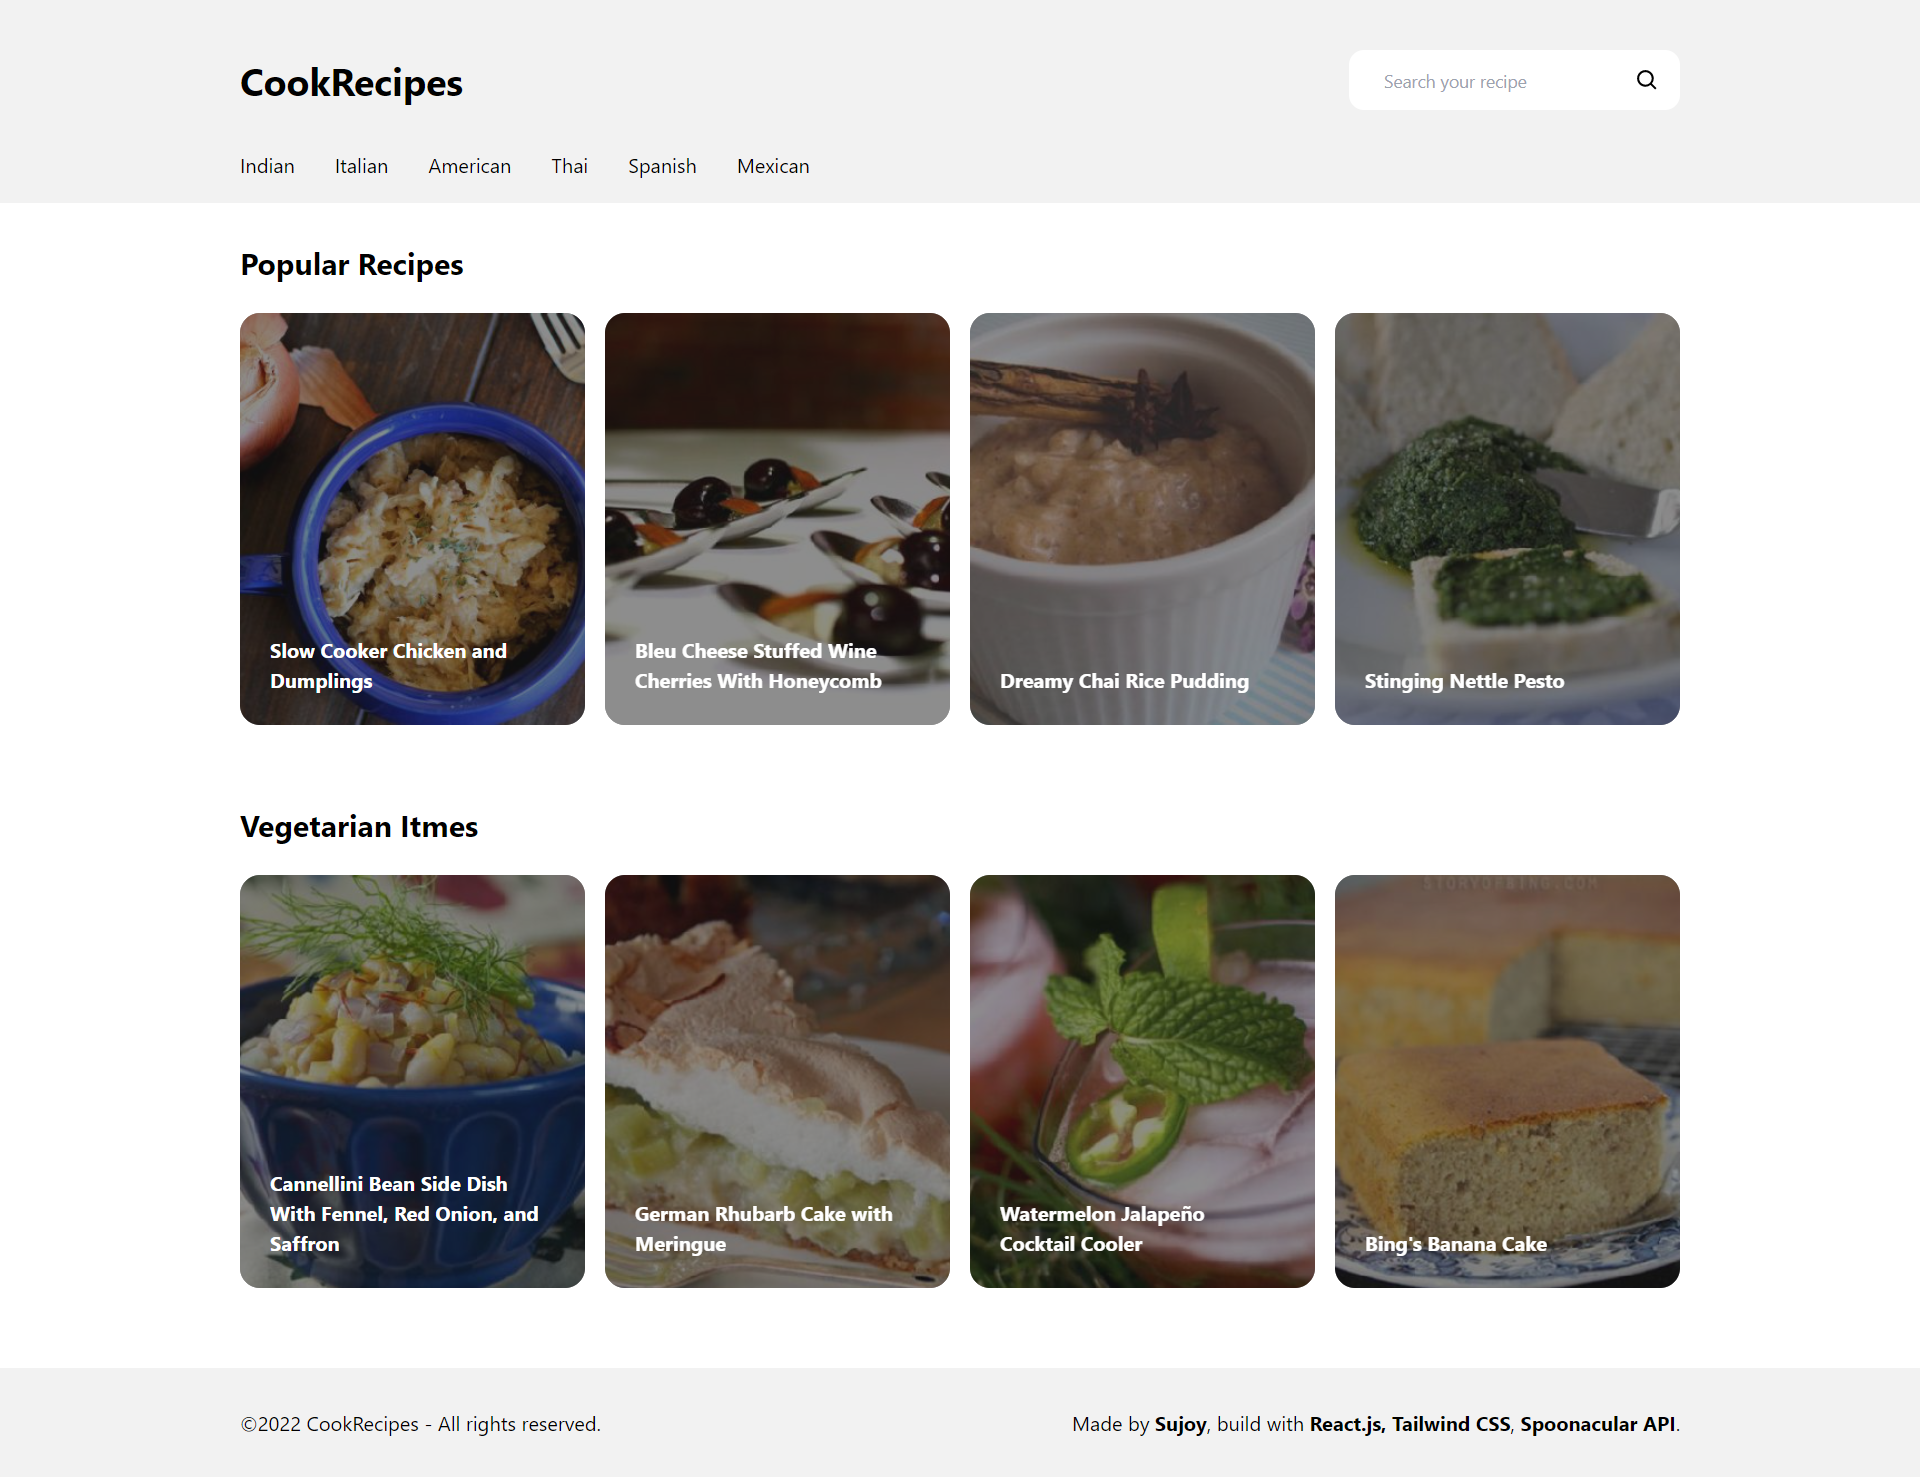 CookRecipes
Search your recipe
Indian Italian American Thai Spanish Mexican
Popular Recipes
Slow Cooker Chicken and
Dumplings
Bleu Cheese Stuffed Wine
Cherries With Honeycomb
Dreamy Chai Rice Pudding
Stinging Nettle Pesto
Vegetarian Itmes
STORYOFBING.COM
Cannellini Bean Side Dish
With Fennel, Red Onion, and
Saffron
German Rhubarb Cake with
Meringue
Watermelon Jalapeño
Cocktail Cooler
Bing's Banana Cake
©2022 CookRecipes - All rights reserved.
Made by Sujoy, build with React.js, Tailwind CSS, Spoonacular API.